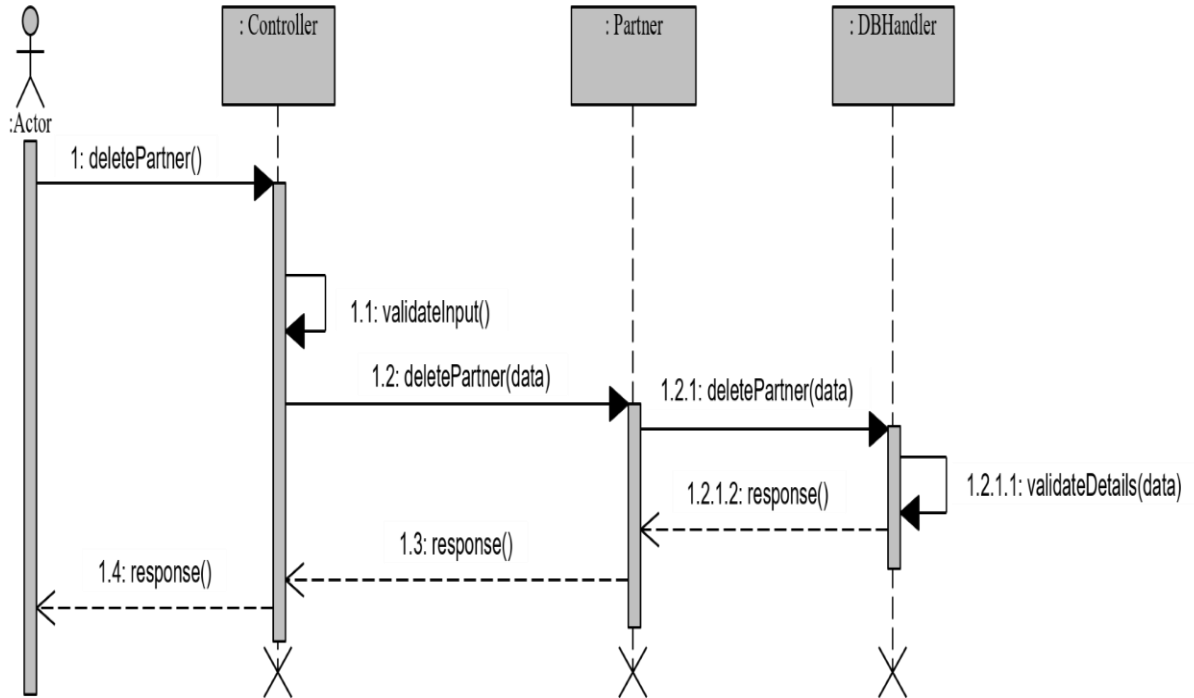 : Controller
: Partner
: DBHandler
:Actor
1: deletePartner()
1.1: validateInput()
1.2: deletePartner(data)
1.2.1: deletePartner(data)
1.2.1.1: validateDetails(data)
1.2.1.2: response()
1.3: response()
1.4: response()